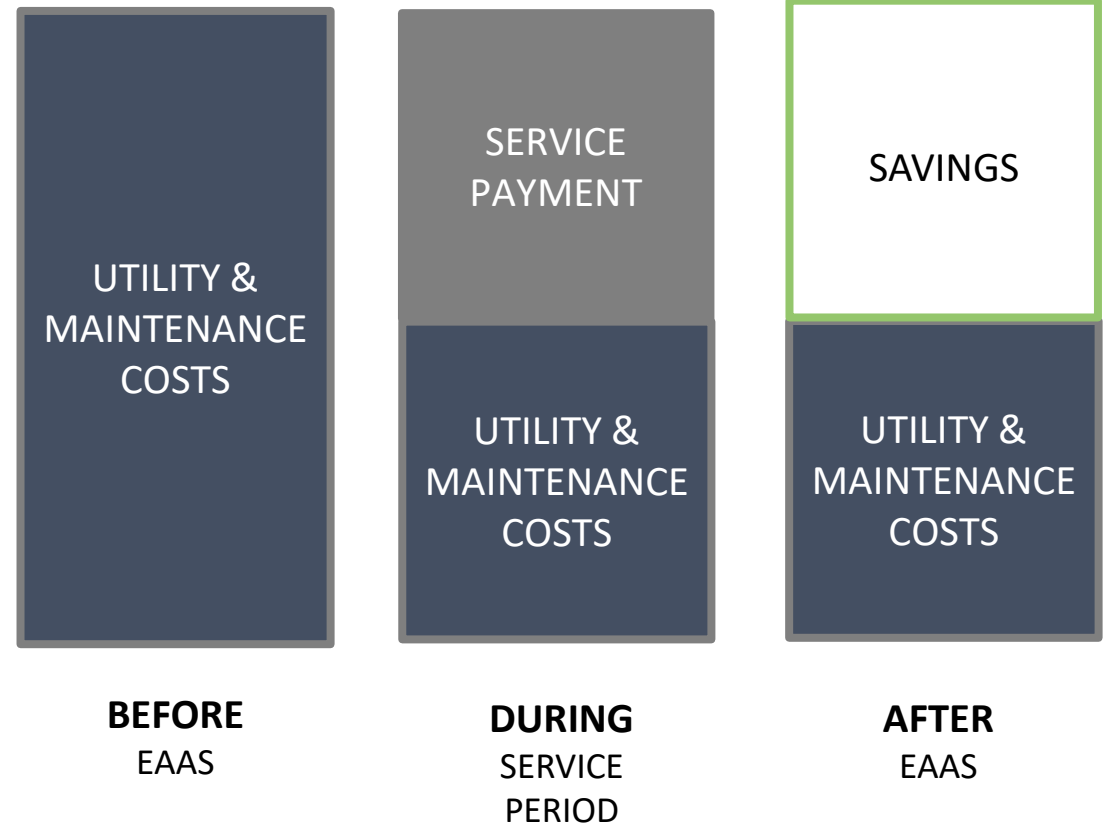 UTILITY &
MAINTENANCE
COSTS
SERVICE
PAYMENT
UTILITY &
MAINTENANCE
COSTS
SAVINGS
UTILITY &
MAINTENANCE
COSTS
BEFORE
EAAS
DURING
SERVICE
PERIOD
AFTER
EAAS